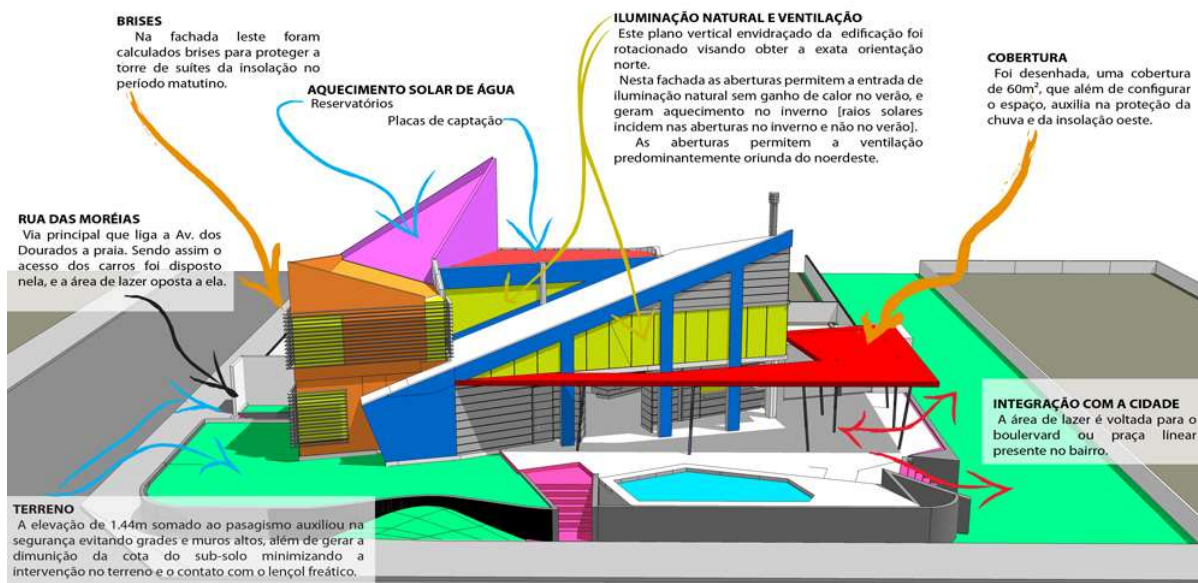 BRISES
Na fachada leste foram
calculados brises para proteger a
torre de suítes da insolação no
período matutino.
AQUECIMENTO SOLAR DE ÁGUA
Reservatórios
Placas de captação
ILUMINAÇÃO NATURAL E VENTILAÇÃO
Este plano vertical envidraçado da edificação foi
rotacionado visando obter a exata orientação
norte.
Nesta fachada as aberturas permitem a entrada de
iluminação natural sem ganho de calor no verão, e
geram aquecimento no inverno [raios solares
incidem nas aberturas no inverno e não no verão].
As aberturas permitem a ventilação
predominantemente oriunda do noerdeste.
COBERTURA
Foi desenhada, uma cobertura
de 60m², que além de configurar
o espaço, auxilia na proteção da
chuva e da insolação oeste.
RUA DAS MORÉIAS
Via principal que liga a Av. dos
Dourados a praia. Sendo assim o
acesso dos carros foi disposto
nela, e a área de lazer oposta a ela.
INTEGRAÇÃO COM A CIDADE
A área de lazer é voltada para o
boulervard ou praça línear
presente no bairro.
TERRENO
A elevação de 1.44m somado ao pasagismo auxiliou na
segurança evitando grades e muros altos, além de gerar a
dimunição da cota do sub-solo minimizando a
intervenção no terreno e o contato com o lençol freático.